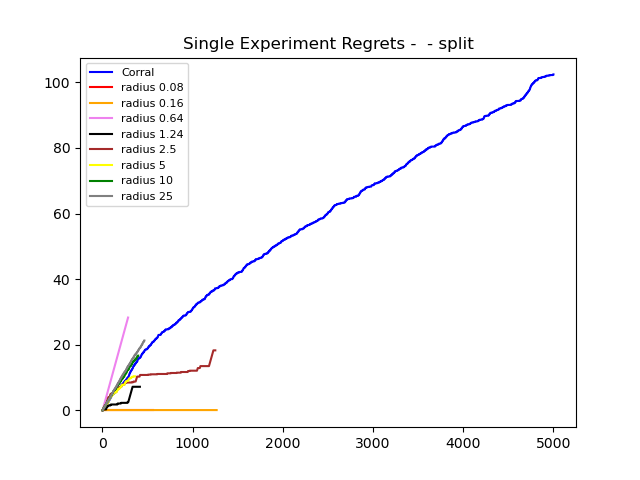 Single Experiment Regrets -  - split
Corral
radius 0.08
radius 0.16
radius 0.64
radius 1.24
radius 2.5
radius 5
radius 10
radius 25
100
80
60
40
20
0
0 1000 2000 3000 4000 5000